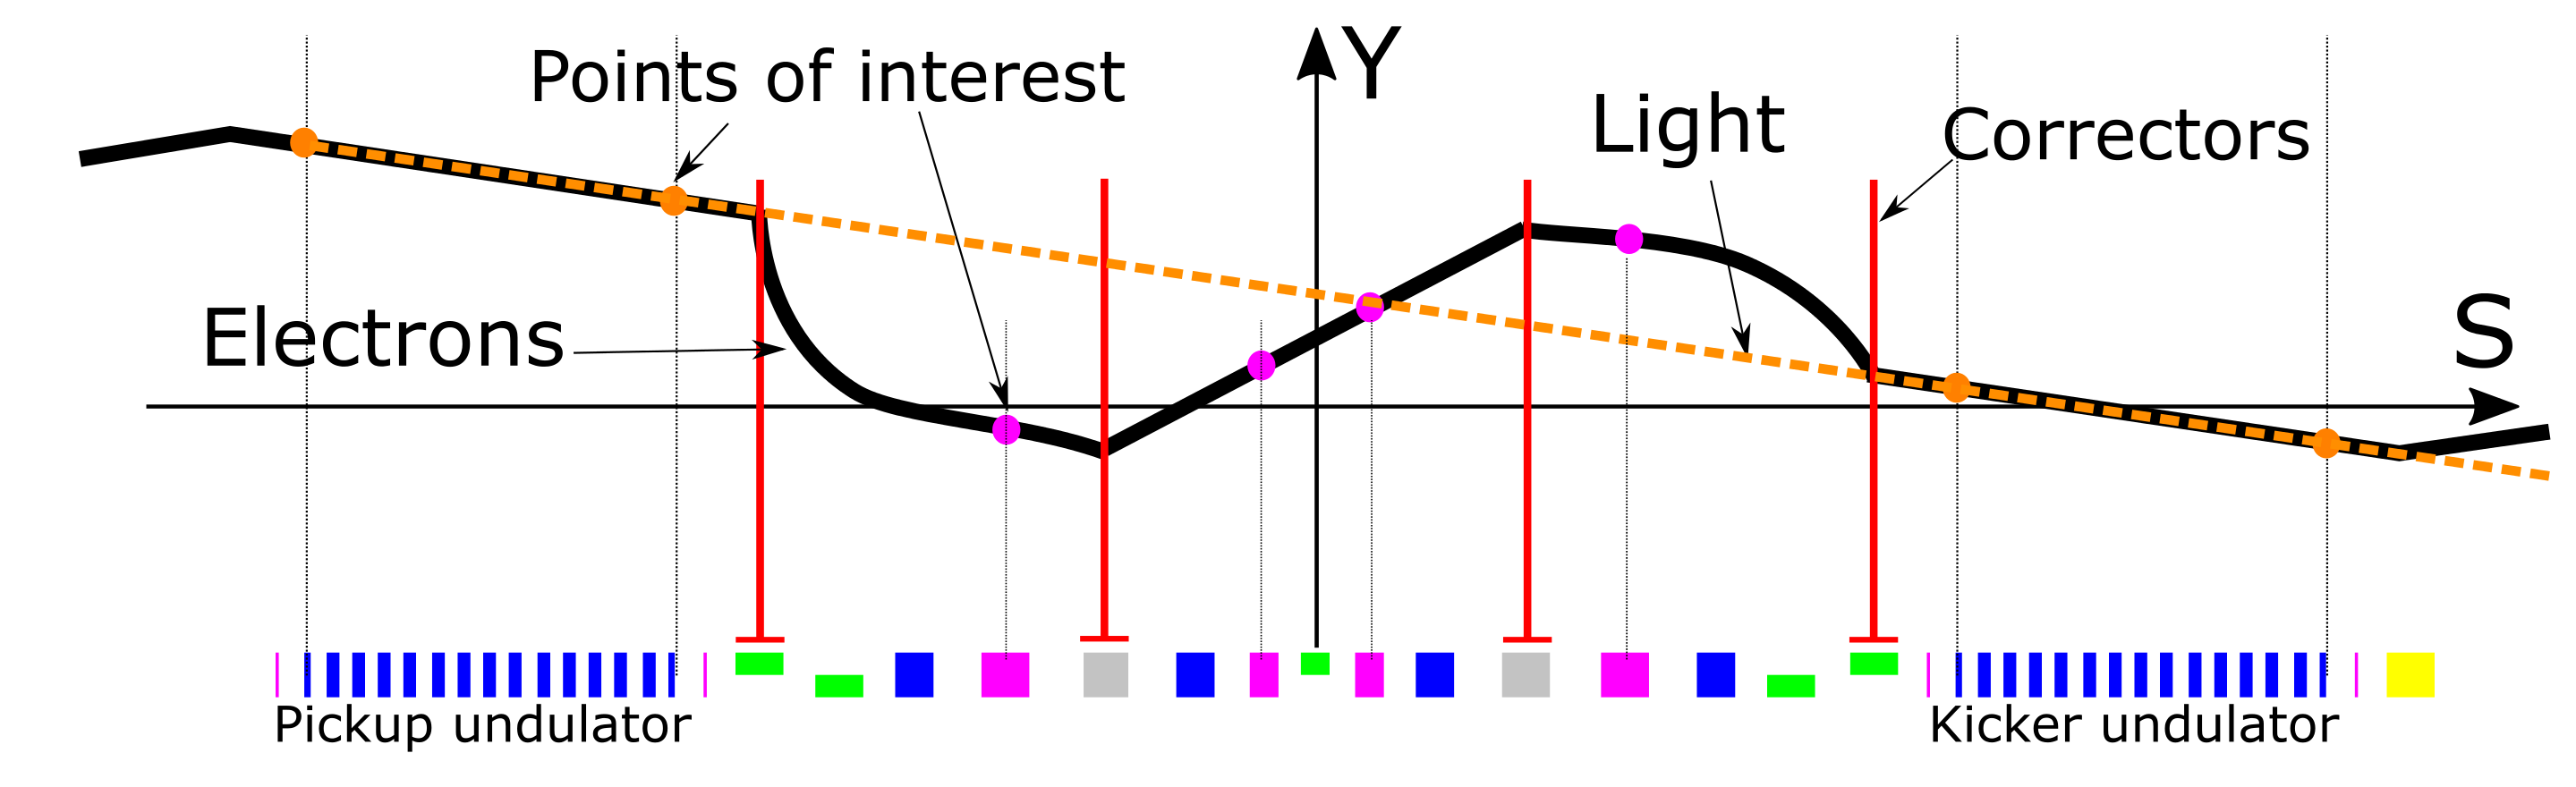 Y
Points of interest
Light
Correctors
Electrons
S
Pickup undulator
Kicker undulator